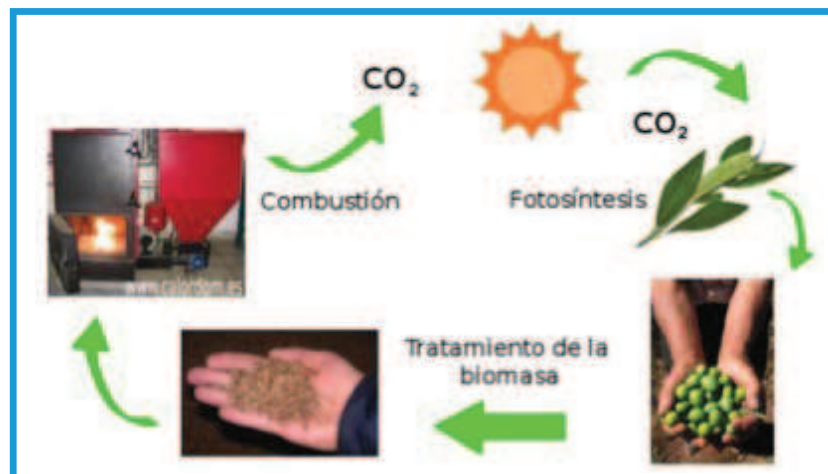 CO₂
CO₂
Combustión
Fotosíntesis
www.calordom.es
Tratamiento de la
biomasa